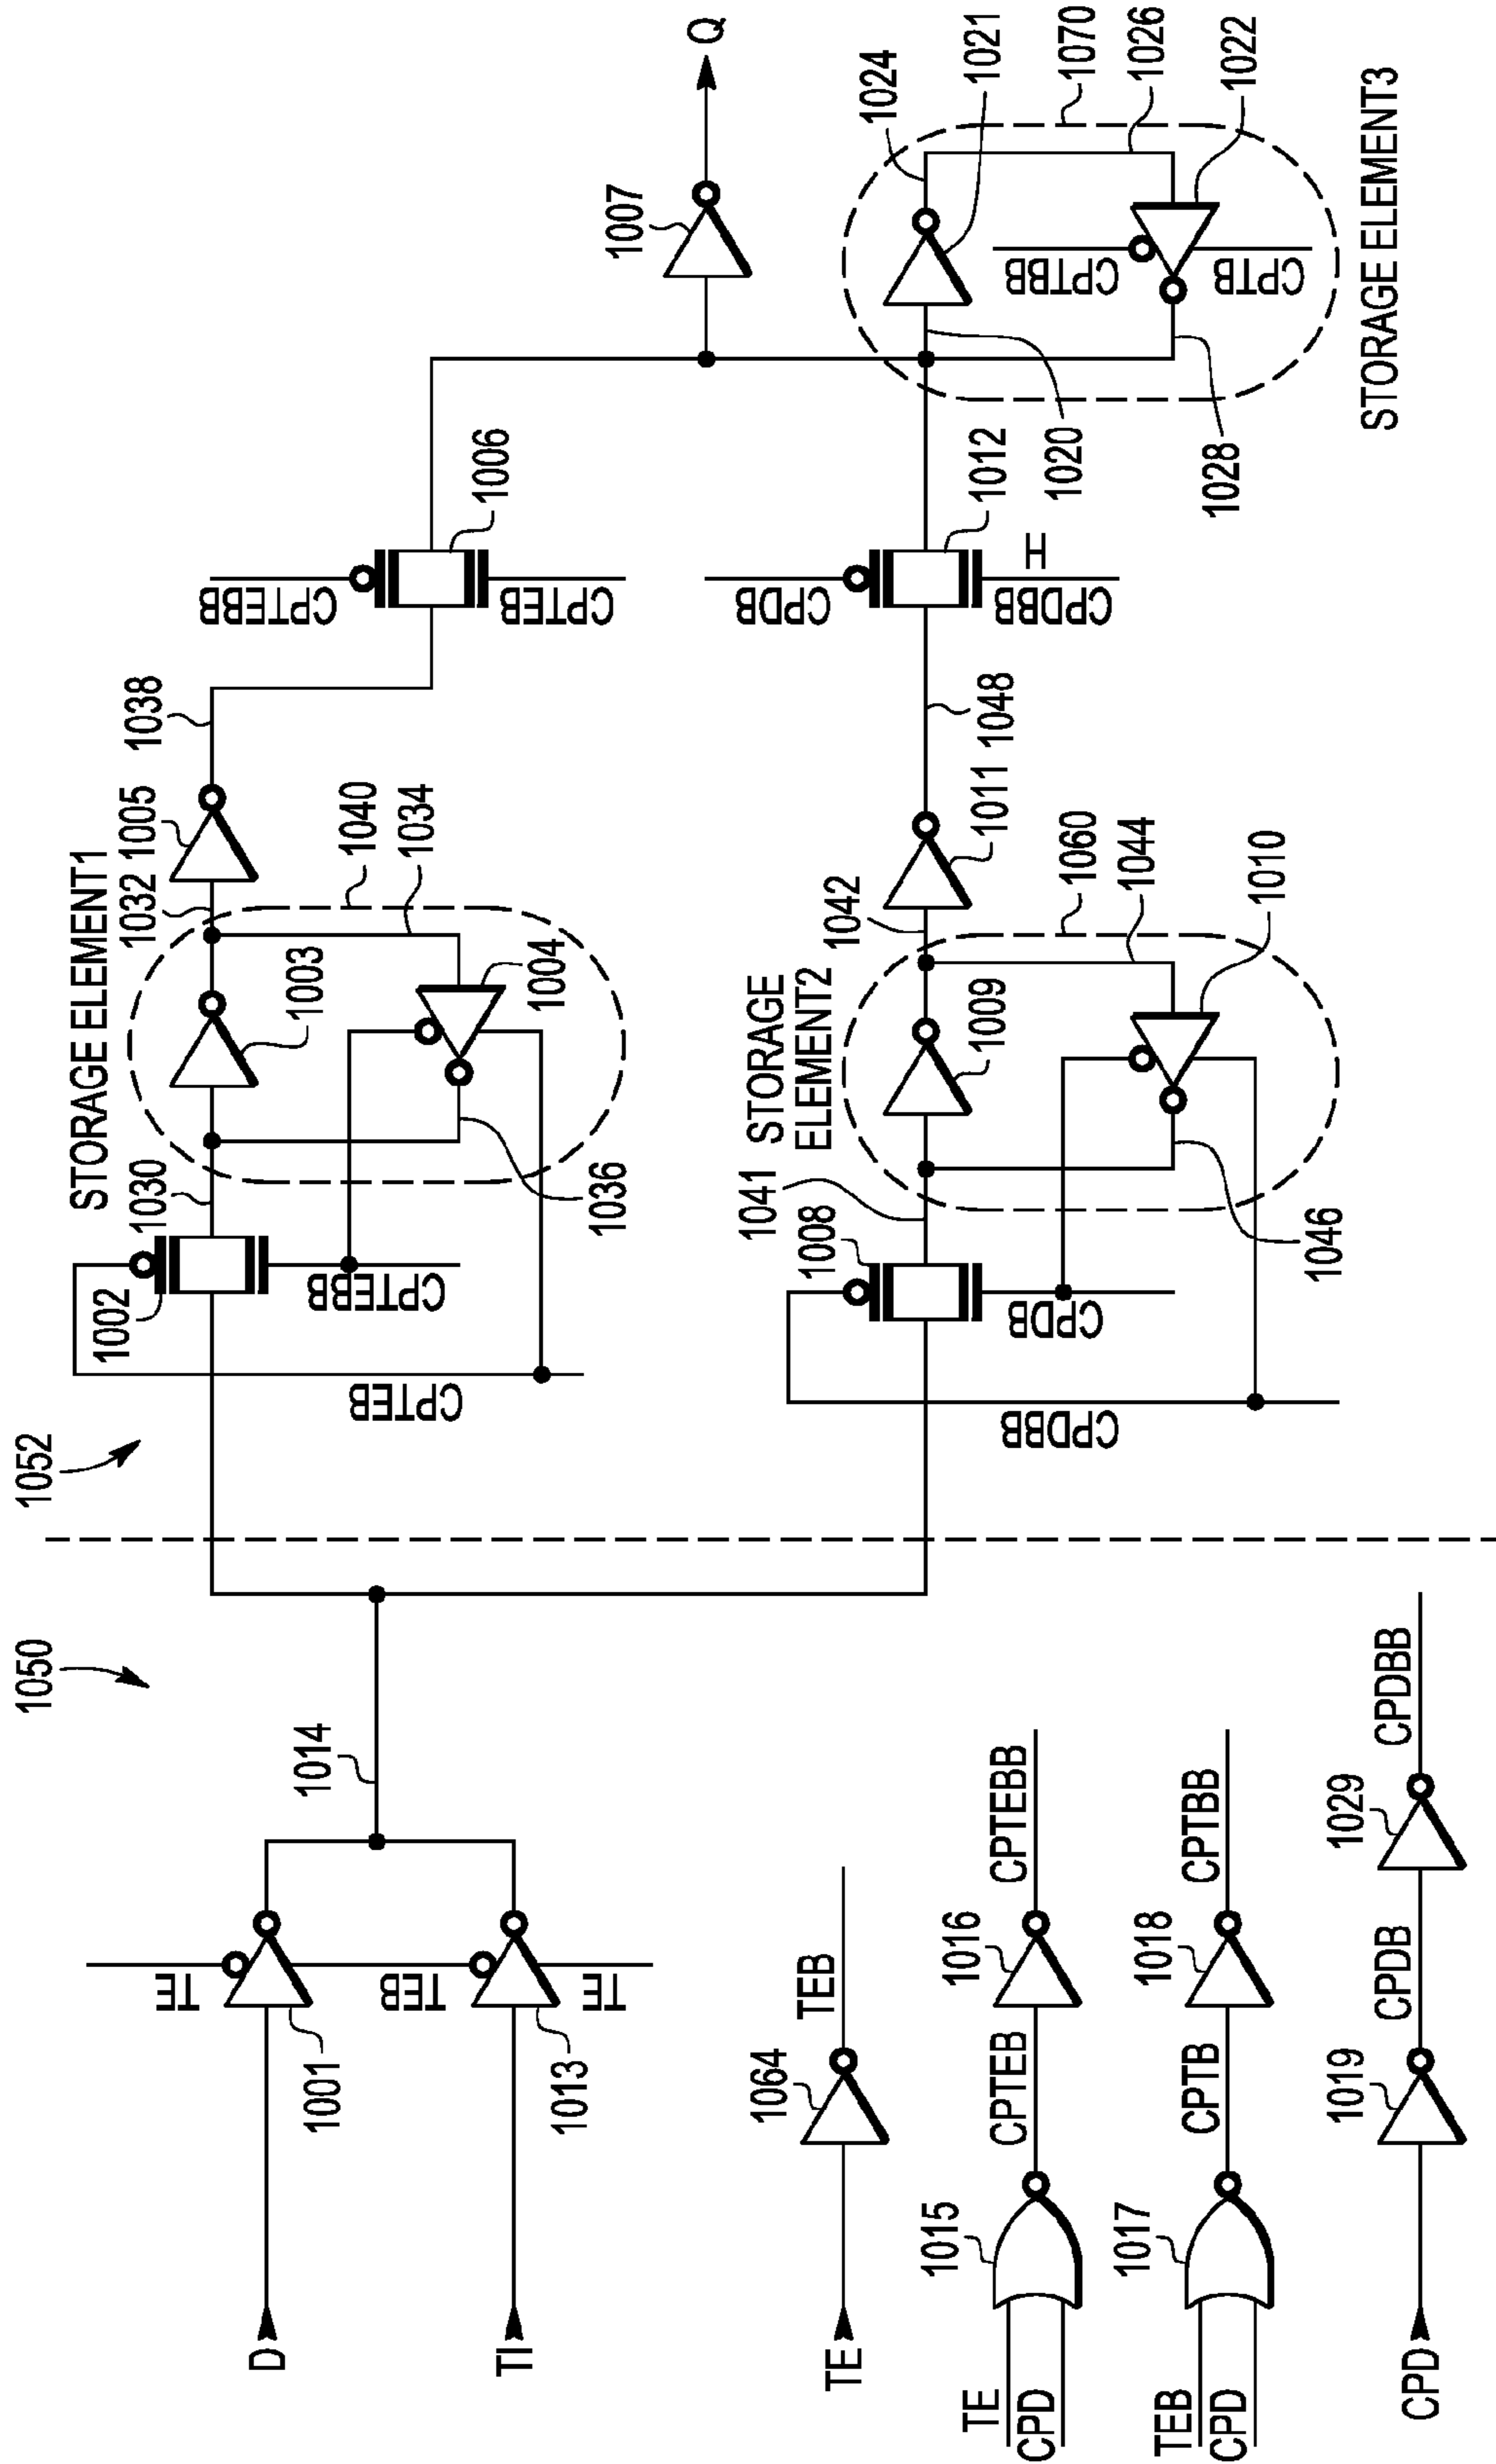 1050
1052
D
TI
TE
TEB
TE
1001
1013
1014
TE
1064
TEB
TE
CPD
1015
CPTEB
1016
CPTEBB
TEB
CPD
1017
CPTB
1018
CPTBB
CPD
1019
CPDB
1029
CPDBB
STORAGE ELEMENT1
1002
1030
1032
1005
1038
1003
1040
1034
1004
1036
CPTEBB
CPTEB
CPTEBB
CPTEB
1006
1007
Q
STORAGE
ELEMENT2
1041
1008
1042
1011
1048
1009
1060
1044
1010
1046
CPDB
CPDBB
CPDB
CPDBB
H
1012
1020
1028
1024
1021
1070
1026
1022
CPTBB
CPTB
STORAGE ELEMENT3